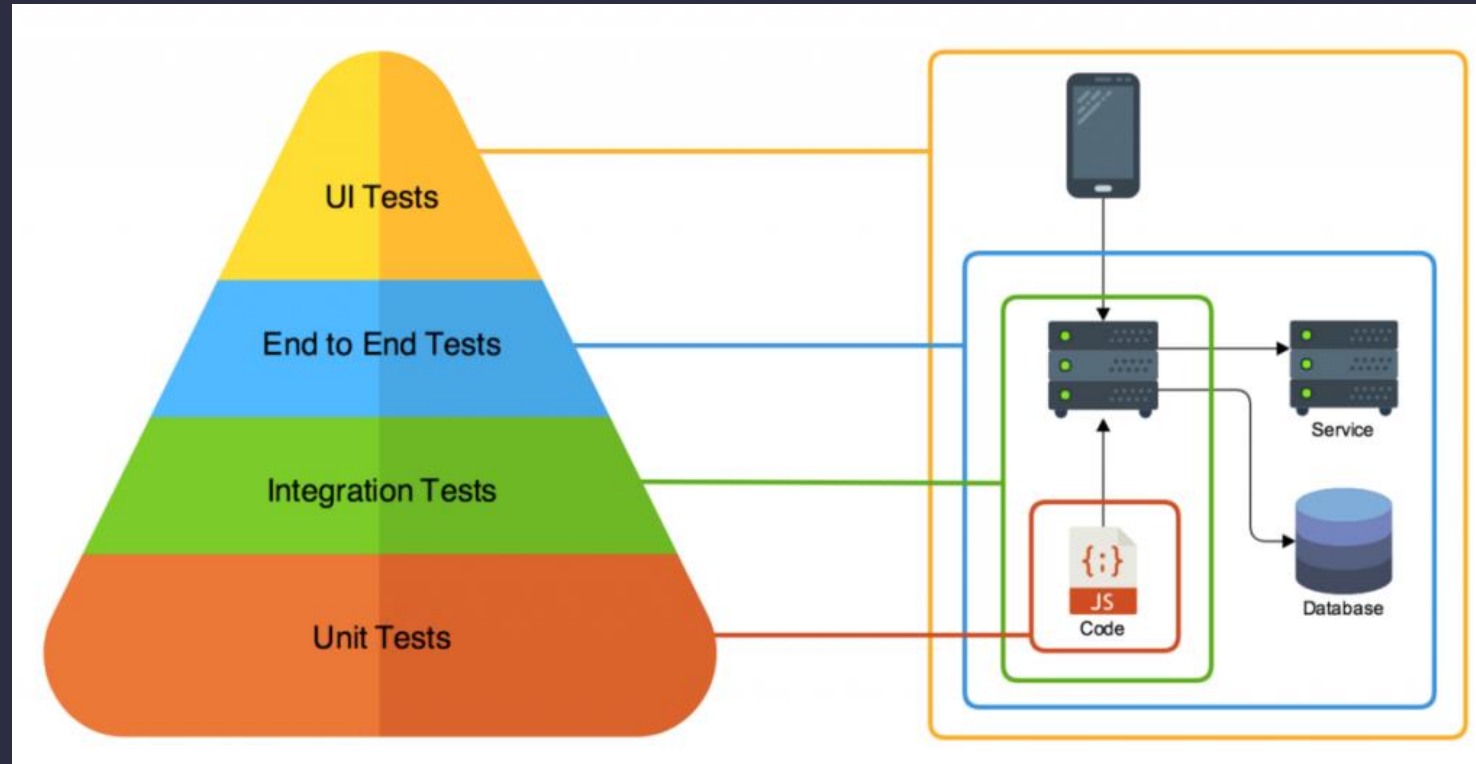 UI Tests
End to End Tests
Integration Tests
Unit Tests
Service
{;}
JS
Code
Database